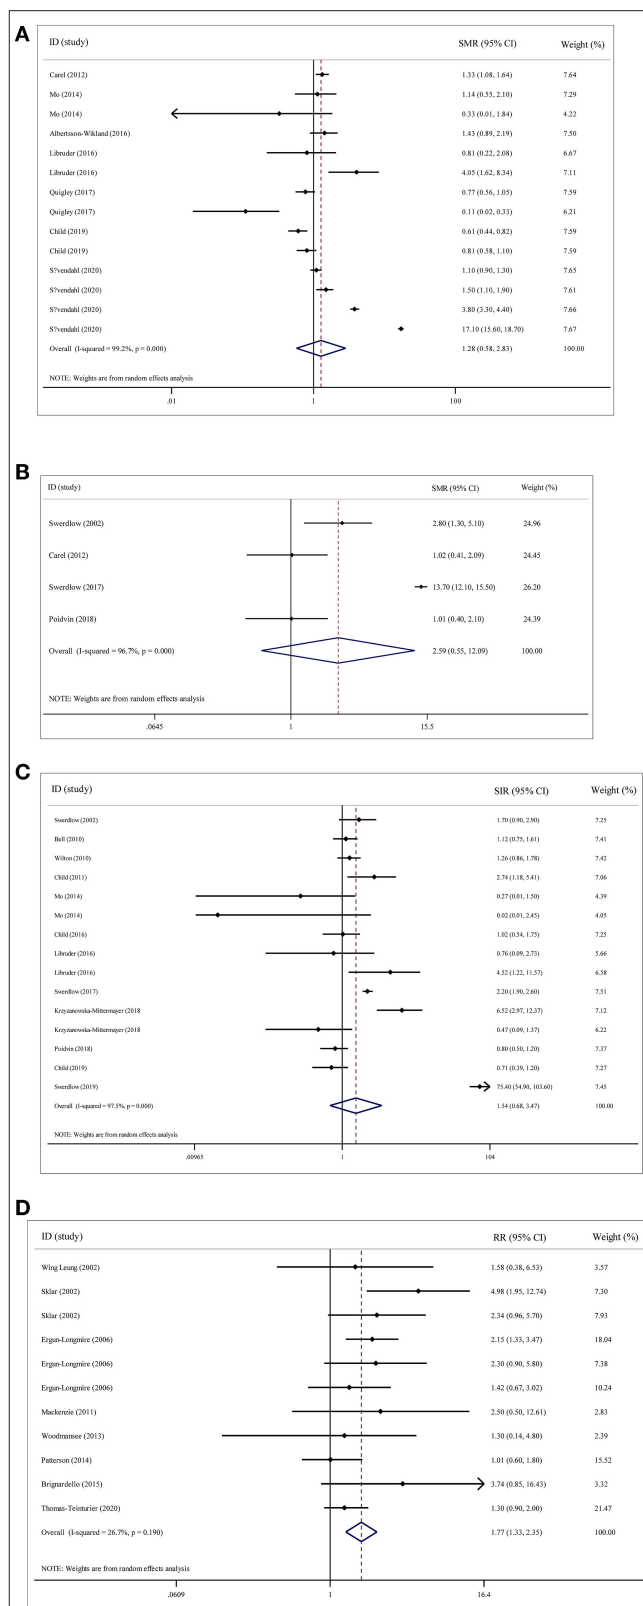 A
ID (study) SMR (95% CI) Weight (%)
Carel (2012) 1.33 (1.08, 1.64) 7.64
Mo (2014) 1.14 (0.55, 2.10) 7.29
Mo (2014) 0.33 (0.01, 1.84) 4.22
Albertsson-Wikland (2016) 1.43 (0.89, 2.19) 7.50
Libruder (2016) 0.81 (0.22, 2.08) 6.67
Libruder (2016) 4.05 (1.62, 8.34) 7.11
Quigley (2017) 0.77 (0.56, 1.05) 7.59
Quigley (2017) 0.11 (0.02, 0.33) 6.21
Child (2019) 0.61 (0.44, 0.82) 7.59
Child (2019) 0.81 (0.58, 1.10) 7.59
S?vendahl (2020) 1.10 (0.90, 1.30) 7.65
S?vendahl (2020) 1.50 (1.10, 1.90) 7.61
S?vendahl (2020) 3.80 (3.30, 4.40) 7.66
S?vendahl (2020) 17.10 (15.60, 18.70) 7.67
Overall (I-squared = 99.2%, p = 0.000) 1.28 (0.58, 2.83) 100.00
NOTE: Weights are from random effects analysis
.01 1 100
B
ID (study) SMR (95% CI) Weight (%)
Swerdlow (2002) 2.80 (1.30, 5.10) 24.96
Carel (2012) 1.02 (0.41, 2.09) 24.45
Swerdlow (2017) 13.70 (12.10, 15.50) 26.20
Poidvin (2018) 1.01 (0.40, 2.10) 24.39
Overall (I-squared = 96.7%, p = 0.000) 2.59 (0.55, 12.09) 100.00
NOTE: Weights are from random effects analysis
.0645 1 15.5
C
ID (study) SIR (95% CI) Weight (%)
Swerdlow (2002) 1.70 (0.90, 2.90) 7.25
Bell (2010) 1.12 (0.75, 1.61) 7.41
Wilton (2010) 1.26 (0.86, 1.78) 7.42
Child (2011) 2.74 (1.18, 5.41) 7.06
Mo (2014) 0.27 (0.01, 1.50) 4.39
Mo (2014) 0.02 (0.01, 2.45) 4.05
Child (2016) 1.02 (0.54, 1.75) 7.25
Libruder (2016) 0.76 (0.09, 2.73) 5.66
Libruder (2016) 4.52 (1.22, 11.57) 6.58
Swerdlow (2017) 2.20 (1.90, 2.60) 7.51
Krzyzanowska-Mittermayer (2018 6.52 (2.97, 12.37) 7.12
Krzyzanowska-Mittermayer (2018 0.47 (0.09, 1.37) 6.22
Poidvin (2018) 0.80 (0.50, 1.20) 7.37
Child (2019) 0.71 (0.39, 1.20) 7.27
Swerdlow (2019) 75.40 (54.90, 103.60) 7.45
Overall (I-squared = 97.5%, p = 0.000) 1.54 (0.68, 3.47) 100.00
NOTE: Weights are from random effects analysis
.00965 1 104
D
ID (study) RR (95% CI) Weight (%)
Wing Leung (2002) 1.58 (0.38, 6.53) 3.57
Sklar (2002) 4.98 (1.95, 12.74) 7.30
Sklar (2002) 2.34 (0.96, 5.70) 7.93
Ergun-Longmire (2006) 2.15 (1.33, 3.47) 18.04
Ergun-Longmire (2006) 2.30 (0.90, 5.80) 7.38
Ergun-Longmire (2006) 1.42 (0.67, 3.02) 10.24
Mackenzie (2011) 2.50 (0.50, 12.61) 2.83
Woodmansee (2013) 1.30 (0.14, 4.80) 2.39
Patterson (2014) 1.01 (0.60, 1.80) 15.52
Brignardello (2015) 3.74 (0.85, 16.43) 3.32
Thomas-Teinturier (2020) 1.30 (0.90, 2.00) 21.47
Overall (I-squared = 26.7%, p = 0.190) 1.77 (1.33, 2.35) 100.00
NOTE: Weights are from random effects analysis
.0609 1 16.4